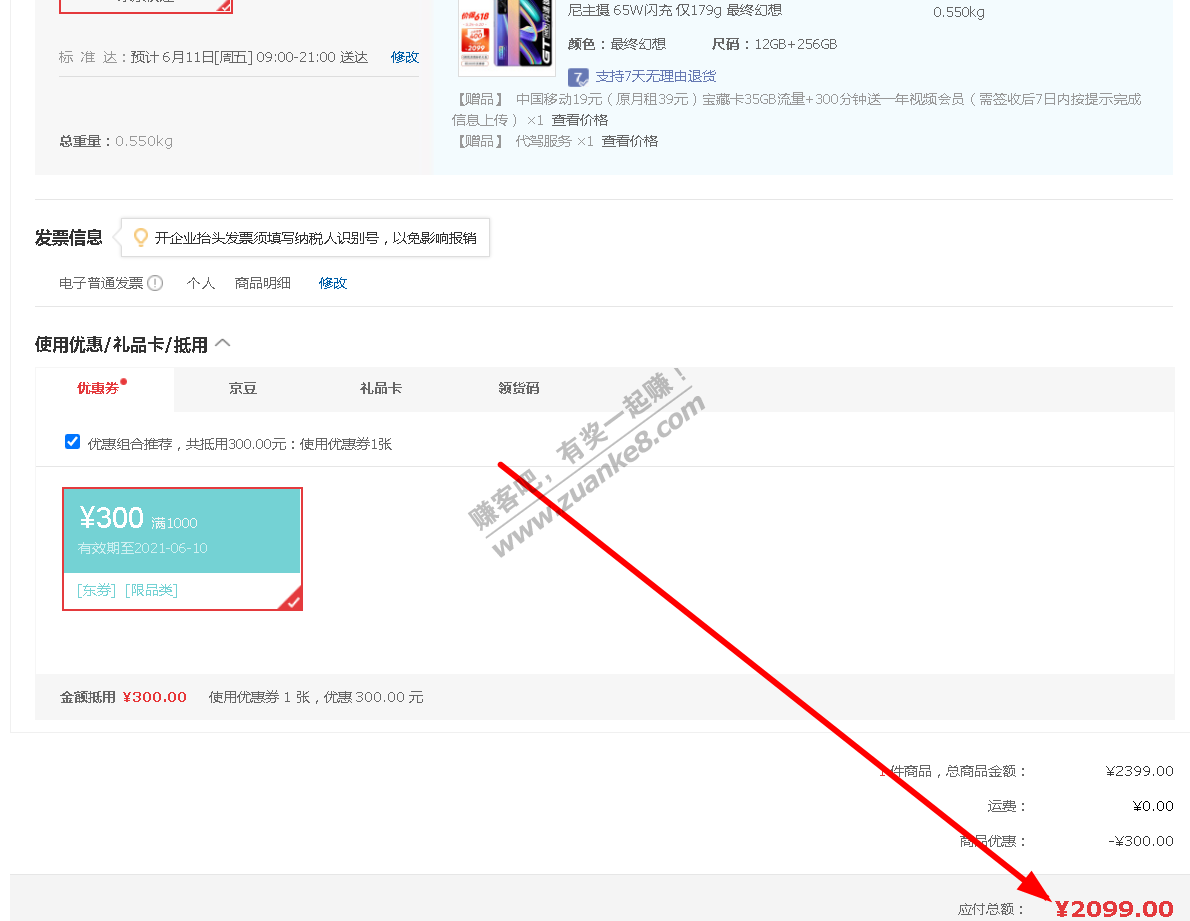 尼主摄 65W闪充 仅179g 最终幻想
0.550kg
颜色：最终幻想 尺码：12GB+256GB
标 准 达：预计 6月11日[周五] 09:00-21:00 送达 修改
7 支持7天无理由退货
【赠品】 中国移动19元（原月租39元）宝藏卡35GB流量+300分钟送一年视频会员（需签收后7日内按提示完成
信息上传） ×1 查看价格
【赠品】 代驾服务 ×1 查看价格
总重量：0.550kg
2099
GT
发票信息
开企业抬头发票须填写纳税人识别号，以免影响报销
电子普通发票 个人 商品明细 修改
使用优惠/礼品卡/抵用
优惠券 京豆 礼品卡 领货码
优惠组合推荐，共抵用300.00元：使用优惠券1张
¥300 满1000
有效期至2021-06-10
[东券] [限品类]
赚客吧，有奖一起赚！
www.zuanke8.com
金额抵用 ¥300.00 使用优惠券 1 张，优惠 300.00 元
1 件商品，总商品金额： ¥2399.00
运费： ¥0.00
商品优惠： -¥300.00
应付总额： ¥2099.00